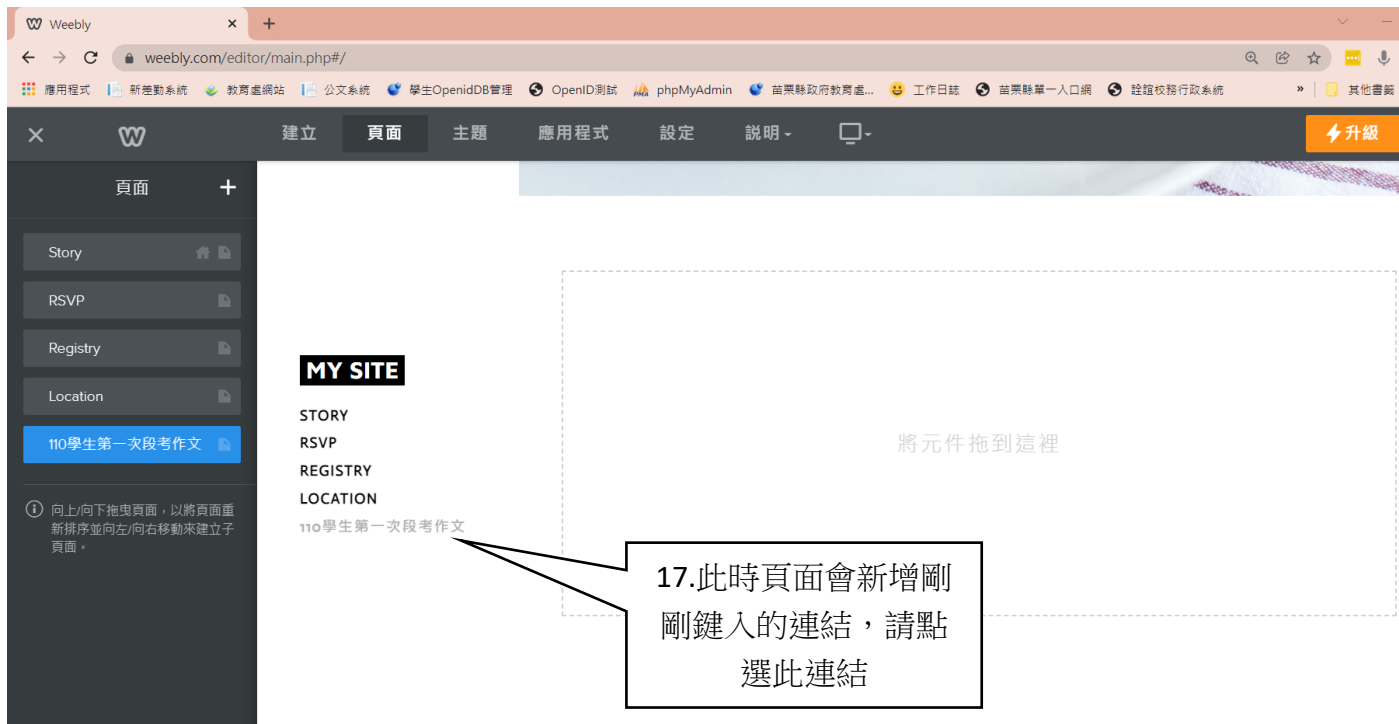 Weebly
weebly.com/editor/main.php#/
應用程式 新差勤系統 教育處網站 公文系統 學生OpenidDB管理 OpenID測試 phpMyAdmin 苗栗縣政府教育處... 工作日誌 苗栗縣單一入口網 詮誼校務行政系統 » 其他書籤
建立 頁面 主題 應用程式 設定 説明 升級
頁面 +
Story
RSVP
Registry
Location
110學生第一次段考作文
向上/向下拖曳頁面，以將頁面重
新排序並向左/向右移動來建立子
頁面。
MY SITE
STORY
RSVP
REGISTRY
LOCATION
110學生第一次段考作文
將元件拖到這裡
17.此時頁面會新增剛
剛鍵入的連結，請點
選此連結